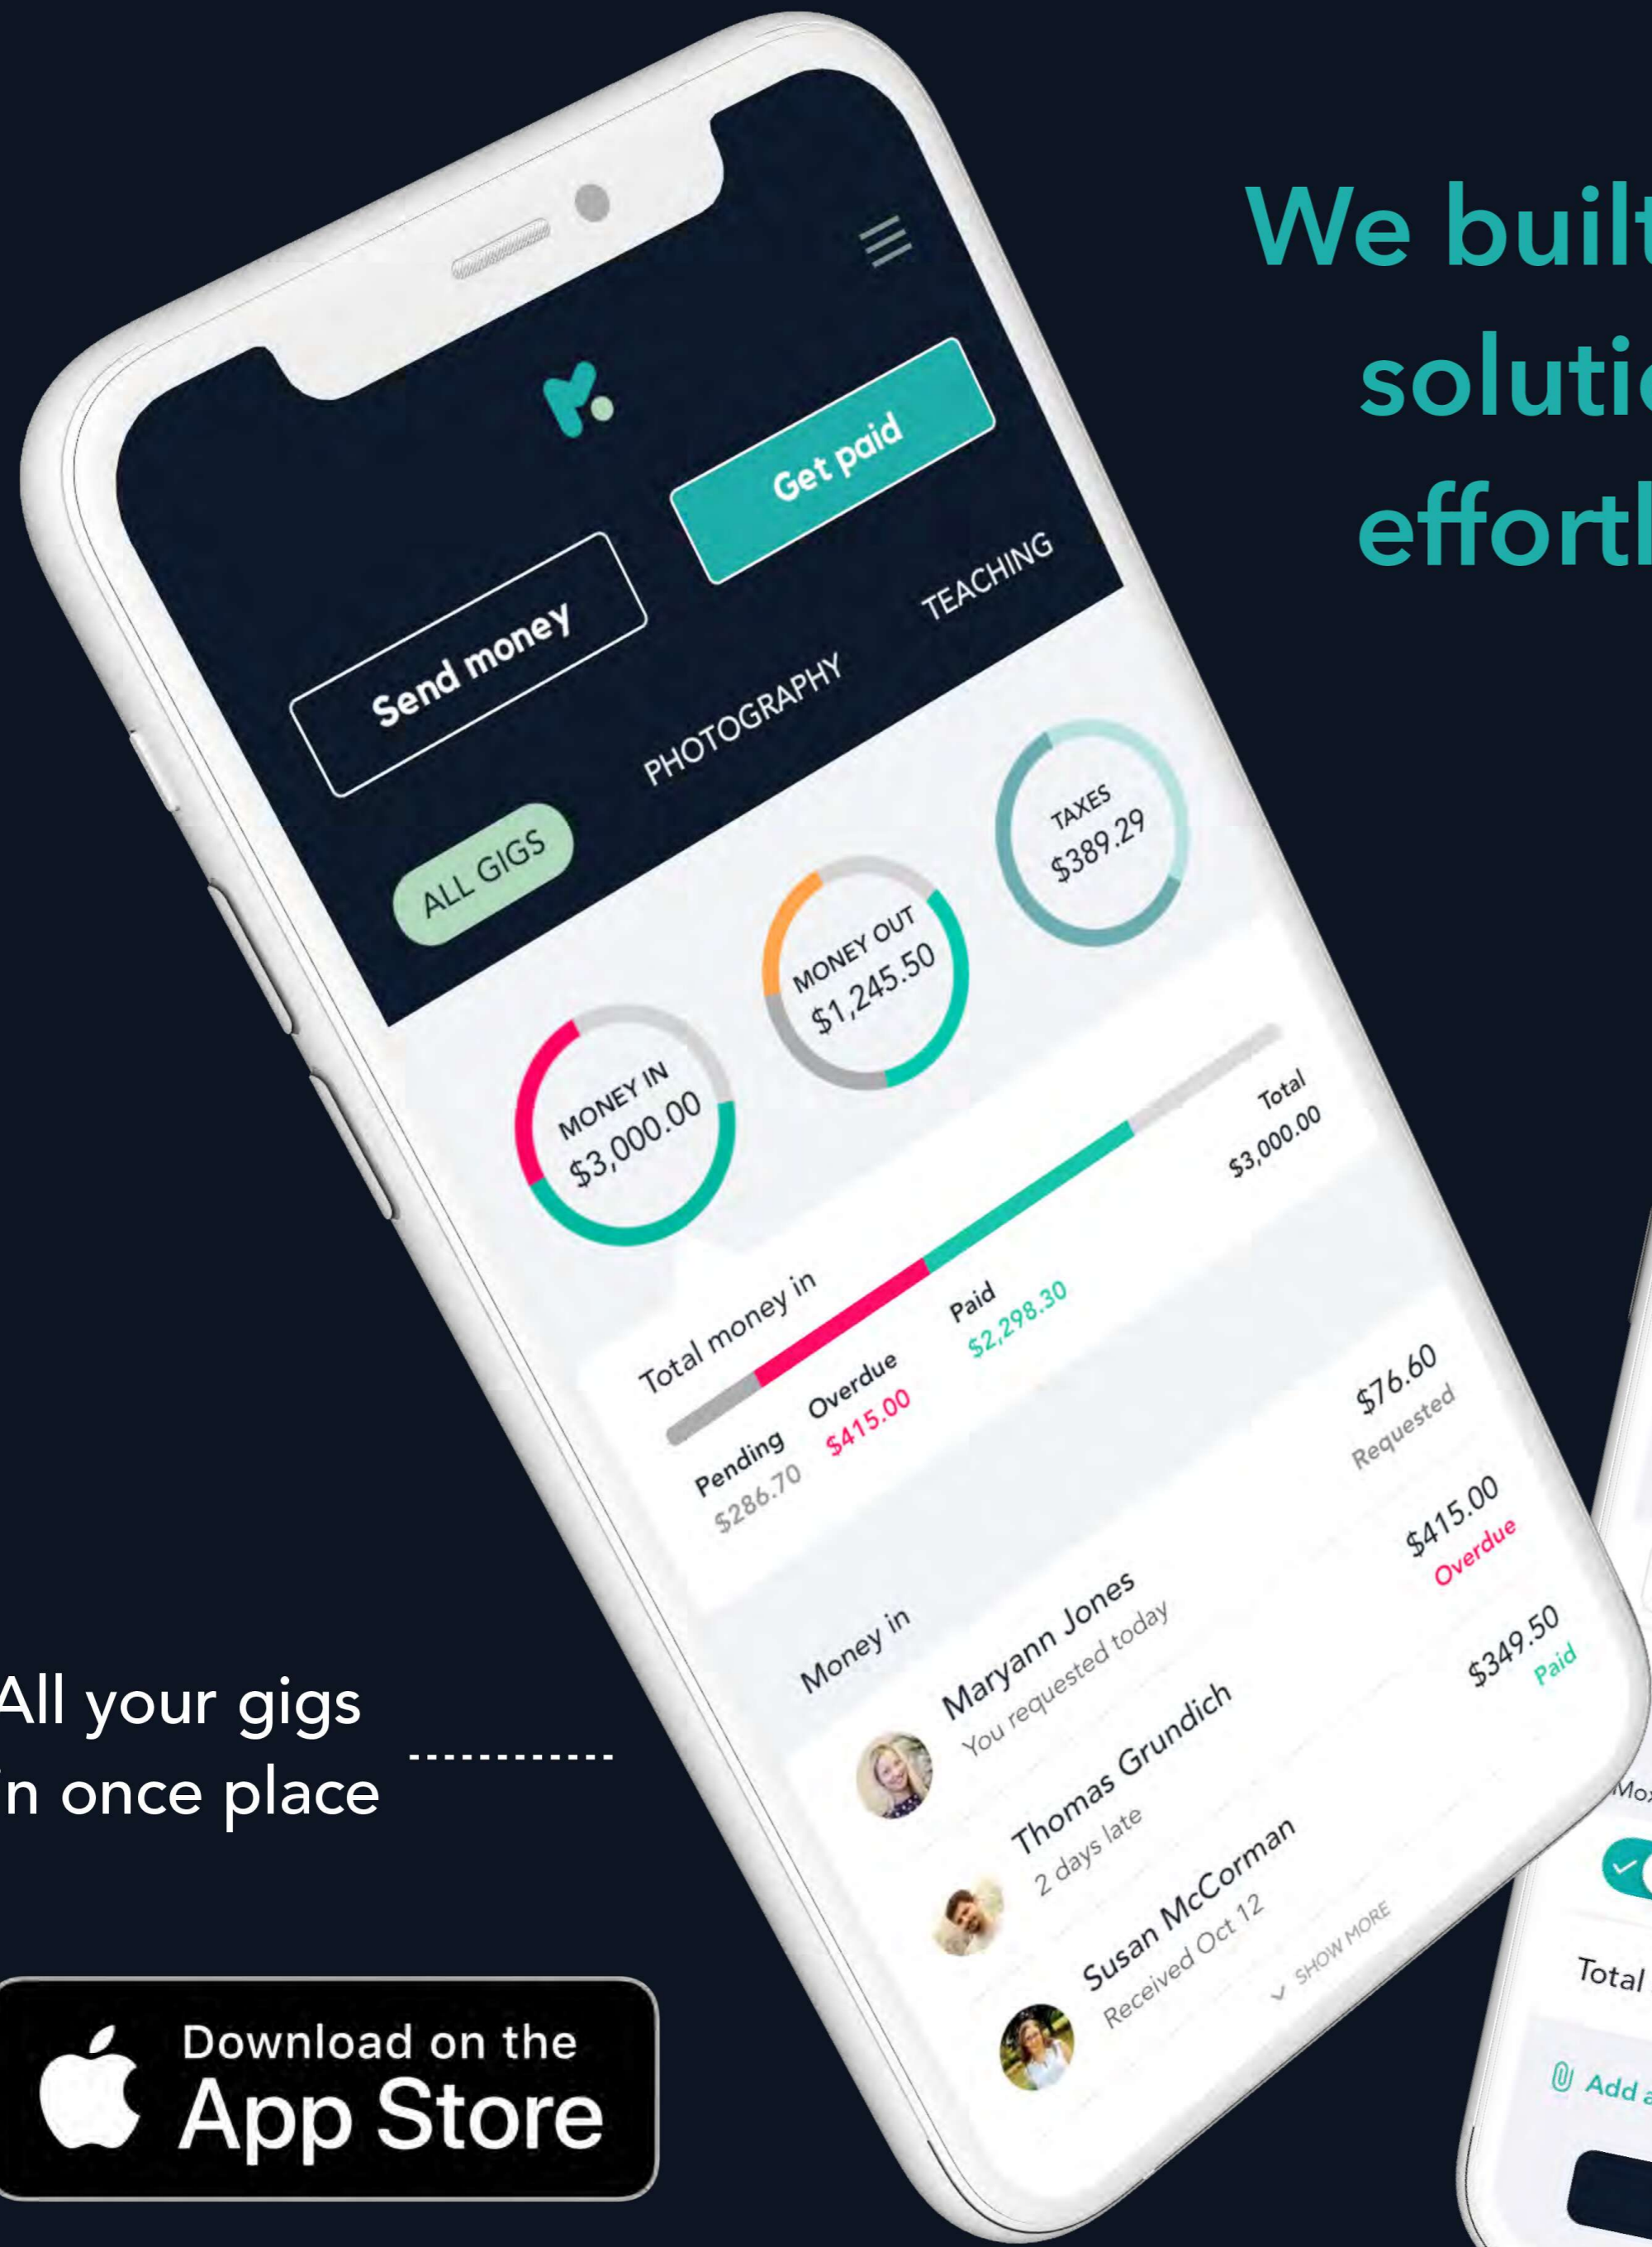 We built
soluti
effortl
Get paid
Send money
ALL GIGS
PHOTOGRAPHY
TEACHING
MONEY IN
$3,000.00
MONEY OUT
$1,245.50
TAXES
$389.29
Total money in
Pending
$286.70
Overdue
$415.00
Paid
$2,298.30
Total
$3,000.00
Money in
Maryann Jones
You requested today
$76.60
Requested
Thomas Grundich
2 days late
$415.00
Overdue
Susan McCorman
Received Oct 12
$349.50
Paid
SHOW MORE
All your gigs
in once place
Download on the
App Store
Total
Add